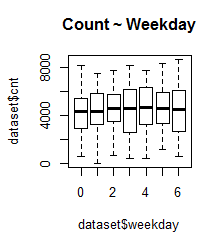 Count ~ Weekday
dataset$cnt
8000
4000
0
0 2 4 6
dataset$weekday